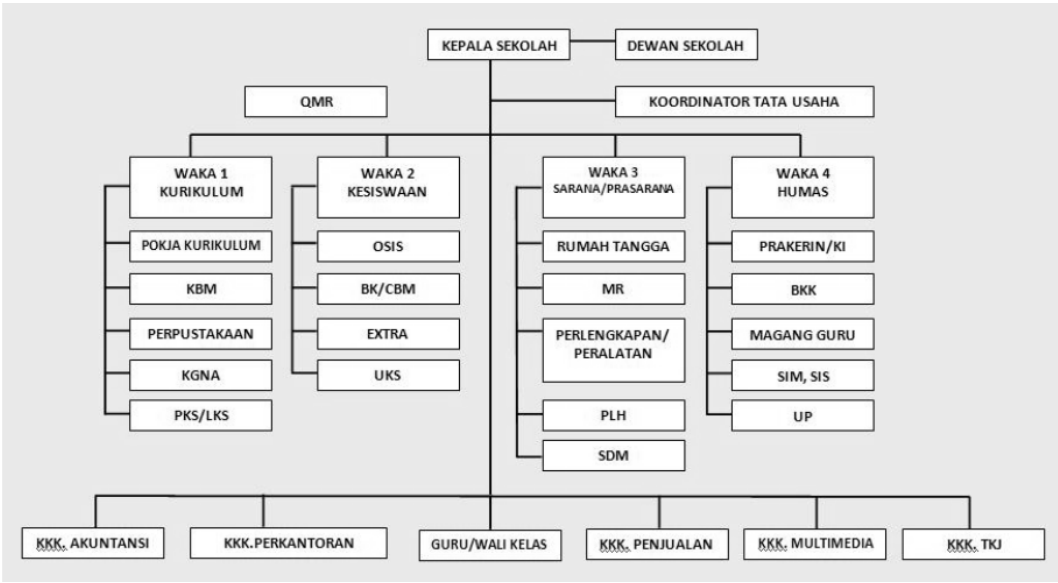 KEPALA SEKOLAH
DEWAN SEKOLAH
QMR
KOORDINATOR TATA USAHA
WAKA 1
KURIKULUM
WAKA 2
KESISWAAN
WAKA 3
SARANA/PRASARANA
WAKA 4
HUMAS
POKJA KURIKULUM
OSIS
RUMAH TANGGA
PRAKERIN/KI
KBM
BK/CBM
MR
BKK
PERPUSTAKAAN
EXTRA
PERLENGKAPAN/
PERALATAN
MAGANG GURU
KGNA
UKS
SIM, SIS
PKS/LKS
PLH
UP
SDM
KKK. AKUNTANSI
KKK.PERKANTORAN
GURU/WALI KELAS
KKK. PENJUALAN
KKK. MULTIMEDIA
KKK. TKJ